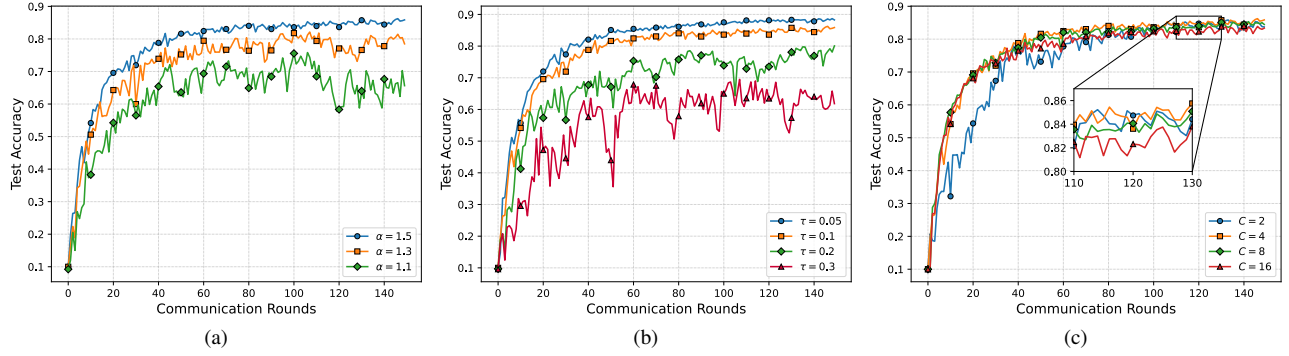 0.9
0.8
0.7
0.6
0.5
0.4
0.3
0.2
0.1
Test Accuracy
0 20 40 60 80 100 120 140
Communication Rounds
α = 1.5
α = 1.3
α = 1.1
(a)
0.9
0.8
0.7
0.6
0.5
0.4
0.3
0.2
0.1
Test Accuracy
0 20 40 60 80 100 120 140
Communication Rounds
τ = 0.05
τ = 0.1
τ = 0.2
τ = 0.3
(b)
0.9
0.8
0.7
0.6
0.5
0.4
0.3
0.2
0.1
Test Accuracy
0.86
0.84
0.82
0.80
110 120 130
0 20 40 60 80 100 120 140
Communication Rounds
C = 2
C = 4
C = 8
C = 16
(c)